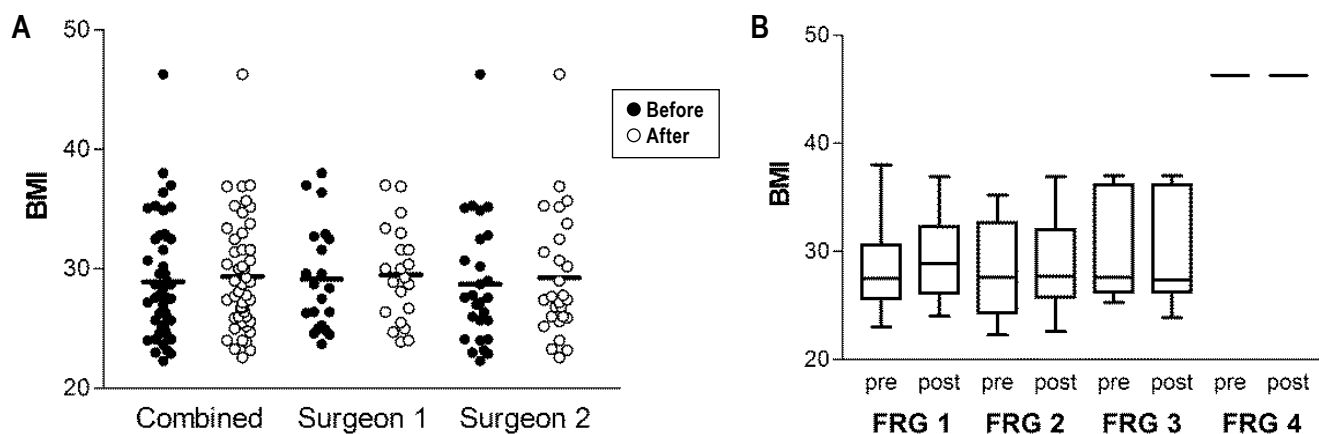 A
BMI
50
40
30
20
Combined
Surgeon 1
Surgeon 2
Before
After
B
BMI
50
40
30
20
pre post pre post pre post pre post
FRG 1 FRG 2 FRG 3 FRG 4